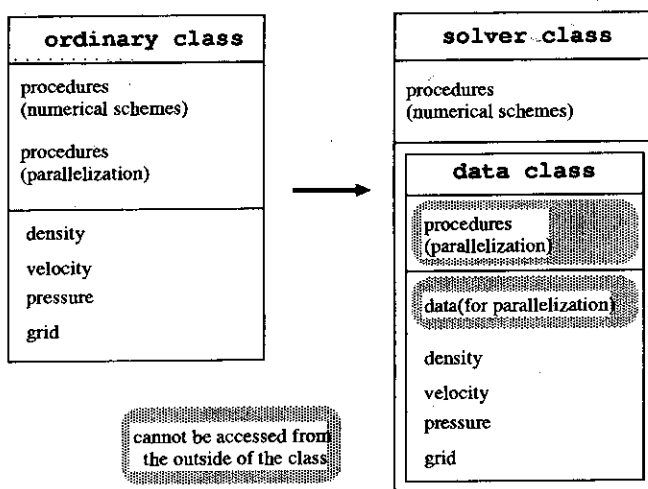 ordinary class
procedures
(numerical schemes)
procedures
(parallelization)
density
velocity
pressure
grid
solver class
procedures
(numerical schemes)
data class
procedures
(parallelization)
data(for parallelization)
density
velocity
pressure
grid
cannot be accessed from
the outside of the class